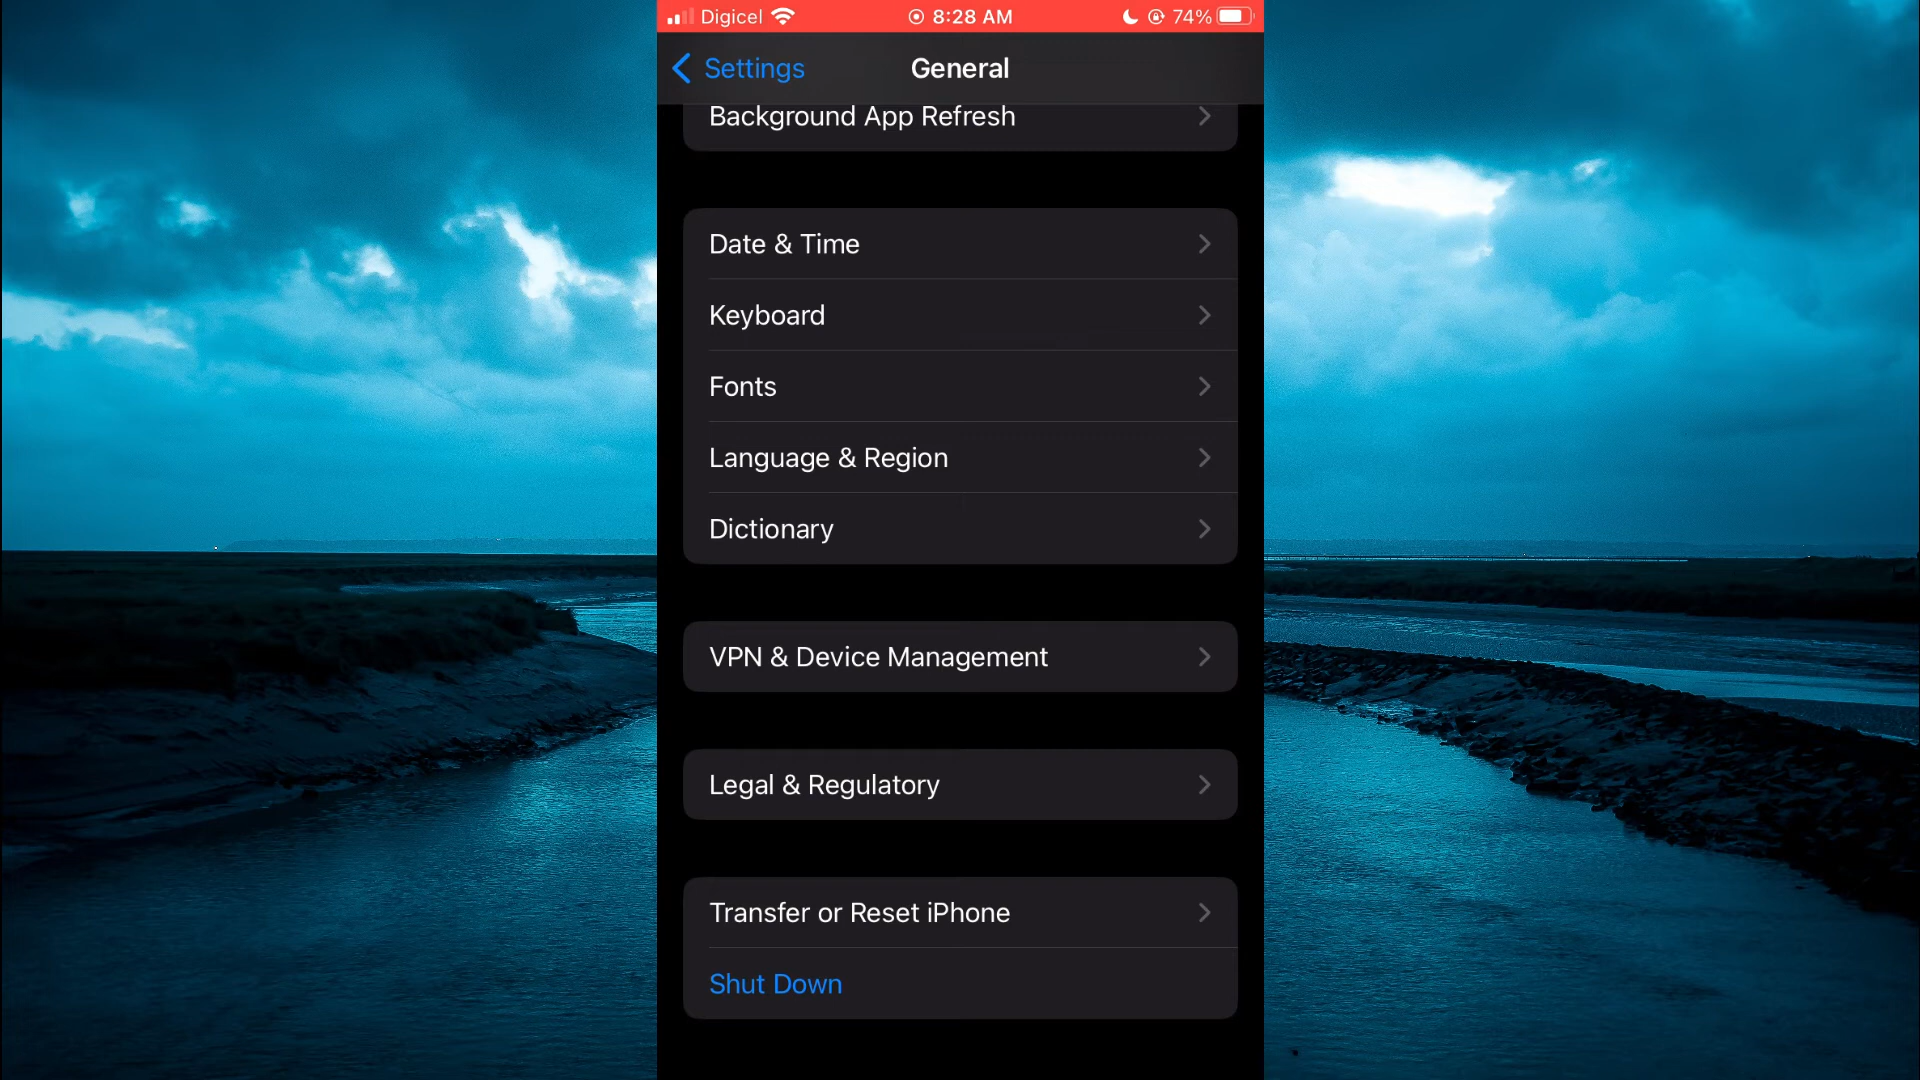 Digicel 8:28 AM 74%
Settings General
Background App Refresh
Date & Time
Keyboard
Fonts
Language & Region
Dictionary
VPN & Device Management
Legal & Regulatory
Transfer or Reset iPhone
Shut Down